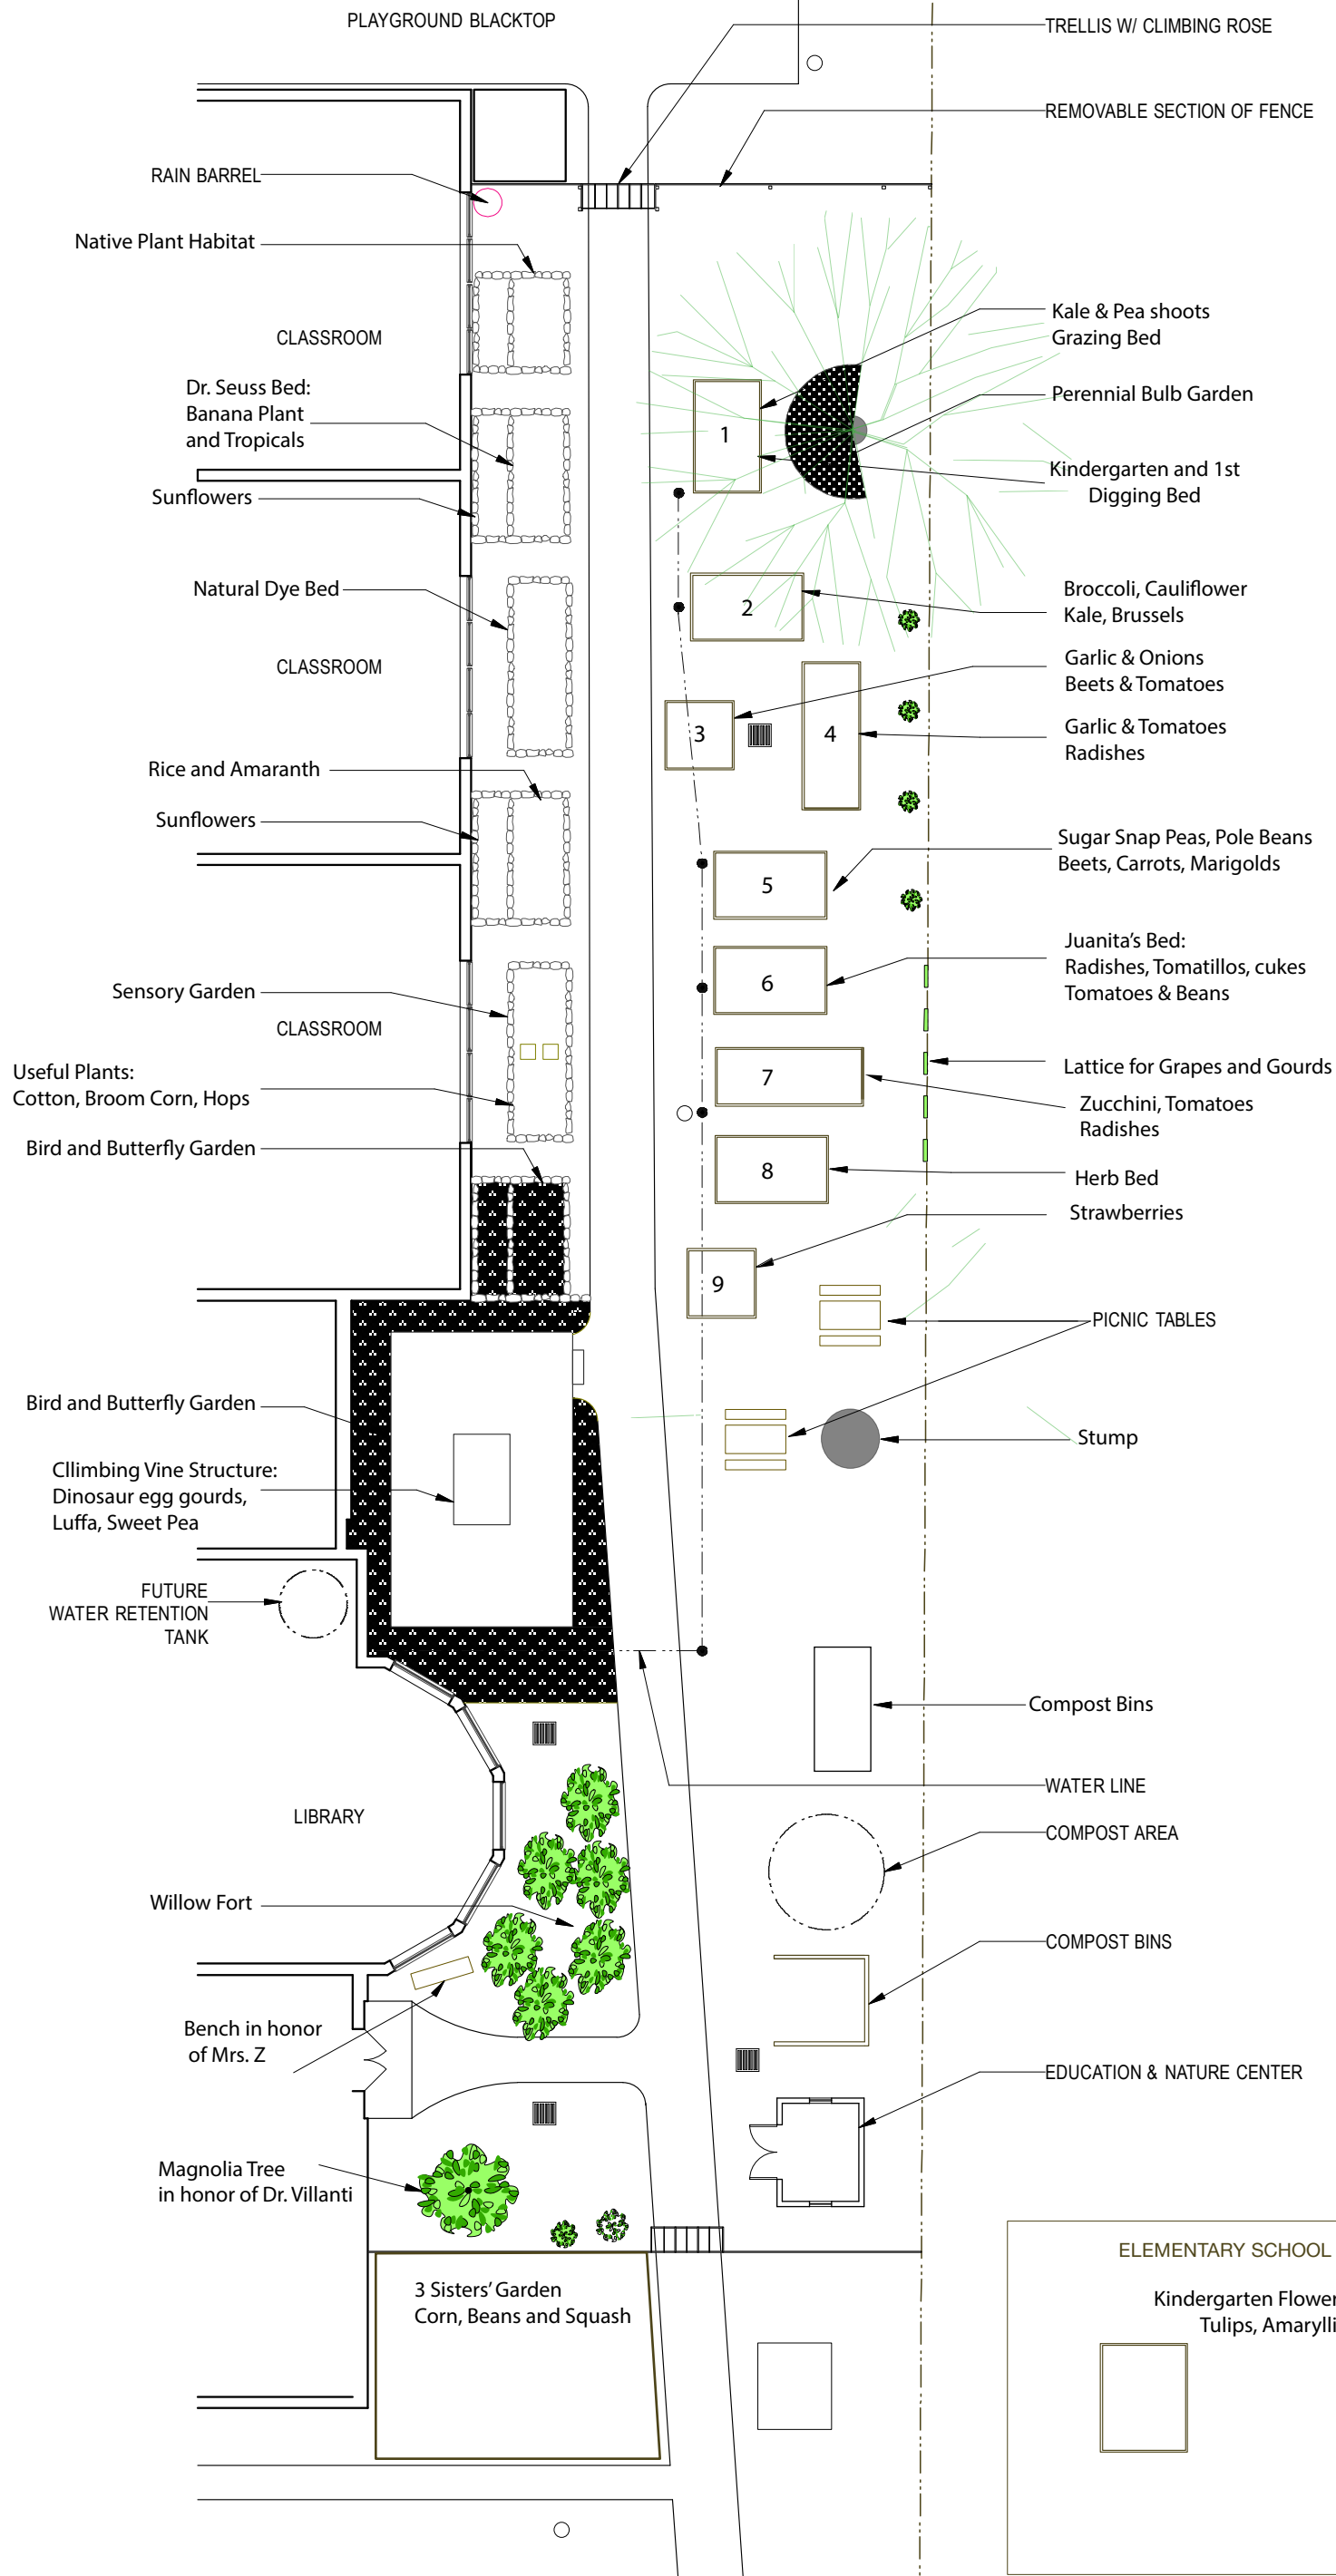 PLAYGROUND BLACKTOP
TRELLIS W/ CLIMBING ROSE
REMOVABLE SECTION OF FENCE
RAIN BARREL
Native Plant Habitat
CLASSROOM
Dr. Seuss Bed:
Banana Plant
and Tropicals
Sunflowers
Natural Dye Bed
CLASSROOM
Rice and Amaranth
Sunflowers
Sensory Garden
CLASSROOM
Useful Plants:
Cotton, Broom Corn, Hops
Bird and Butterfly Garden
Bird and Butterfly Garden
Cllimbing Vine Structure:
Dinosaur egg gourds,
Luffa, Sweet Pea
FUTURE
WATER RETENTION
TANK
LIBRARY
Willow Fort
Bench in honor
of Mrs. Z
Magnolia Tree
in honor of Dr. Villanti
3 Sisters' Garden
Corn, Beans and Squash
1
2
3
4
5
6
7
8
9
Kale & Pea shoots
Grazing Bed
Perennial Bulb Garden
Kindergarten and 1st
Digging Bed
Broccoli, Cauliflower
Kale, Brussels
Garlic & Onions
Beets & Tomatoes
Garlic & Tomatoes
Radishes
Sugar Snap Peas, Pole Beans
Beets, Carrots, Marigolds
Juanita's Bed:
Radishes, Tomatillos, cukes
Tomatoes & Beans
Lattice for Grapes and Gourds
Zucchini, Tomatoes
Radishes
Herb Bed
Strawberries
PICNIC TABLES
Stump
Compost Bins
WATER LINE
COMPOST AREA
COMPOST BINS
EDUCATION & NATURE CENTER
ELEMENTARY SCHOOL
Kindergarten Flower
Tulips, Amarylli